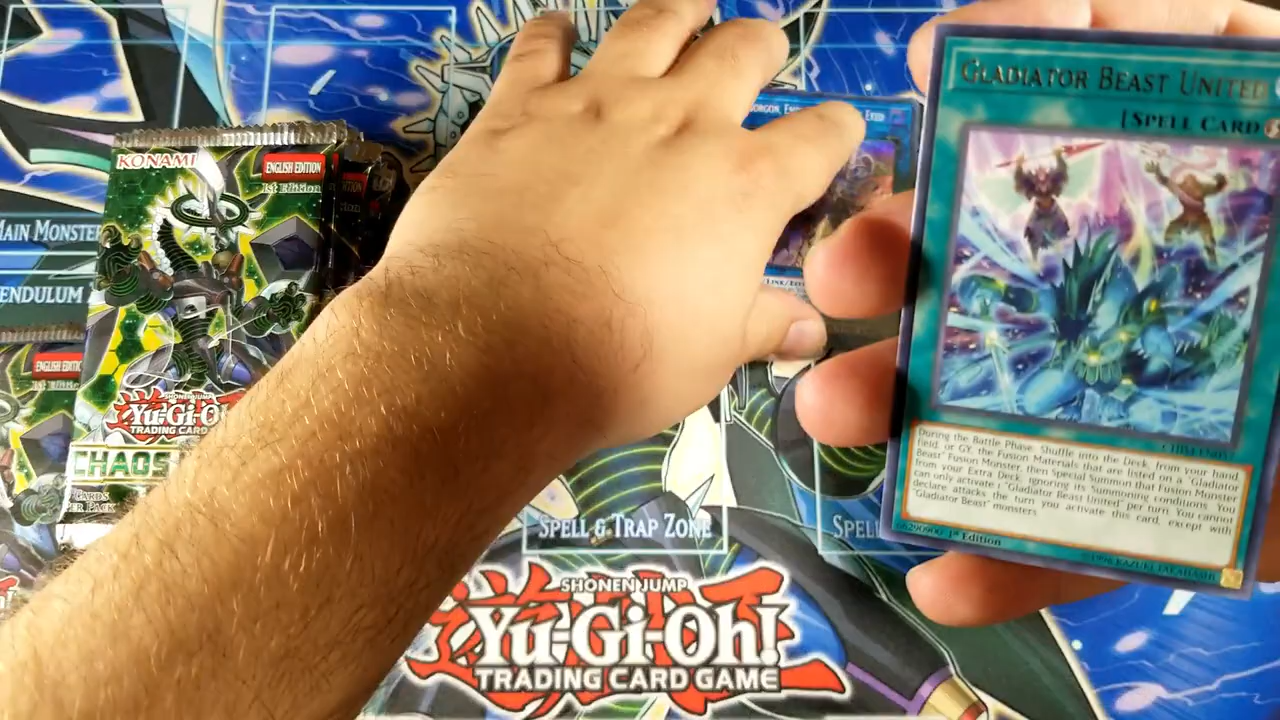 KONAMI
ENGLISH EDITION
1st Edition
SHONEN JUMP
Yu-Gi-O
TRADING CARD
CHAOS
CARDS
PER PACK
MAIN MONSTER
PENDULUM
ENGLISH EDITIO
GLADIATOR BEAST UNITED
[SPELL CARD
During the Battle Phase: Shuffle into the Deck, from your hand,
field, or GY, the Fusion Materials that are listed on a "Gladiator
Beast" Fusion Monster, then Special Summon that Fusion Monster
from your Extra Deck, ignoring its Summoning conditions. You
can only activate 1 "Gladiator Beast United" per turn. You cannot
declare attacks the turn you activate this card, except with
"Gladiator Beast" monsters.
1st Edition
SPELL & TRAP ZONE
SPELL
SHONEN JUMP
Yu-Gi-Oh!
TRADING CARD GAME